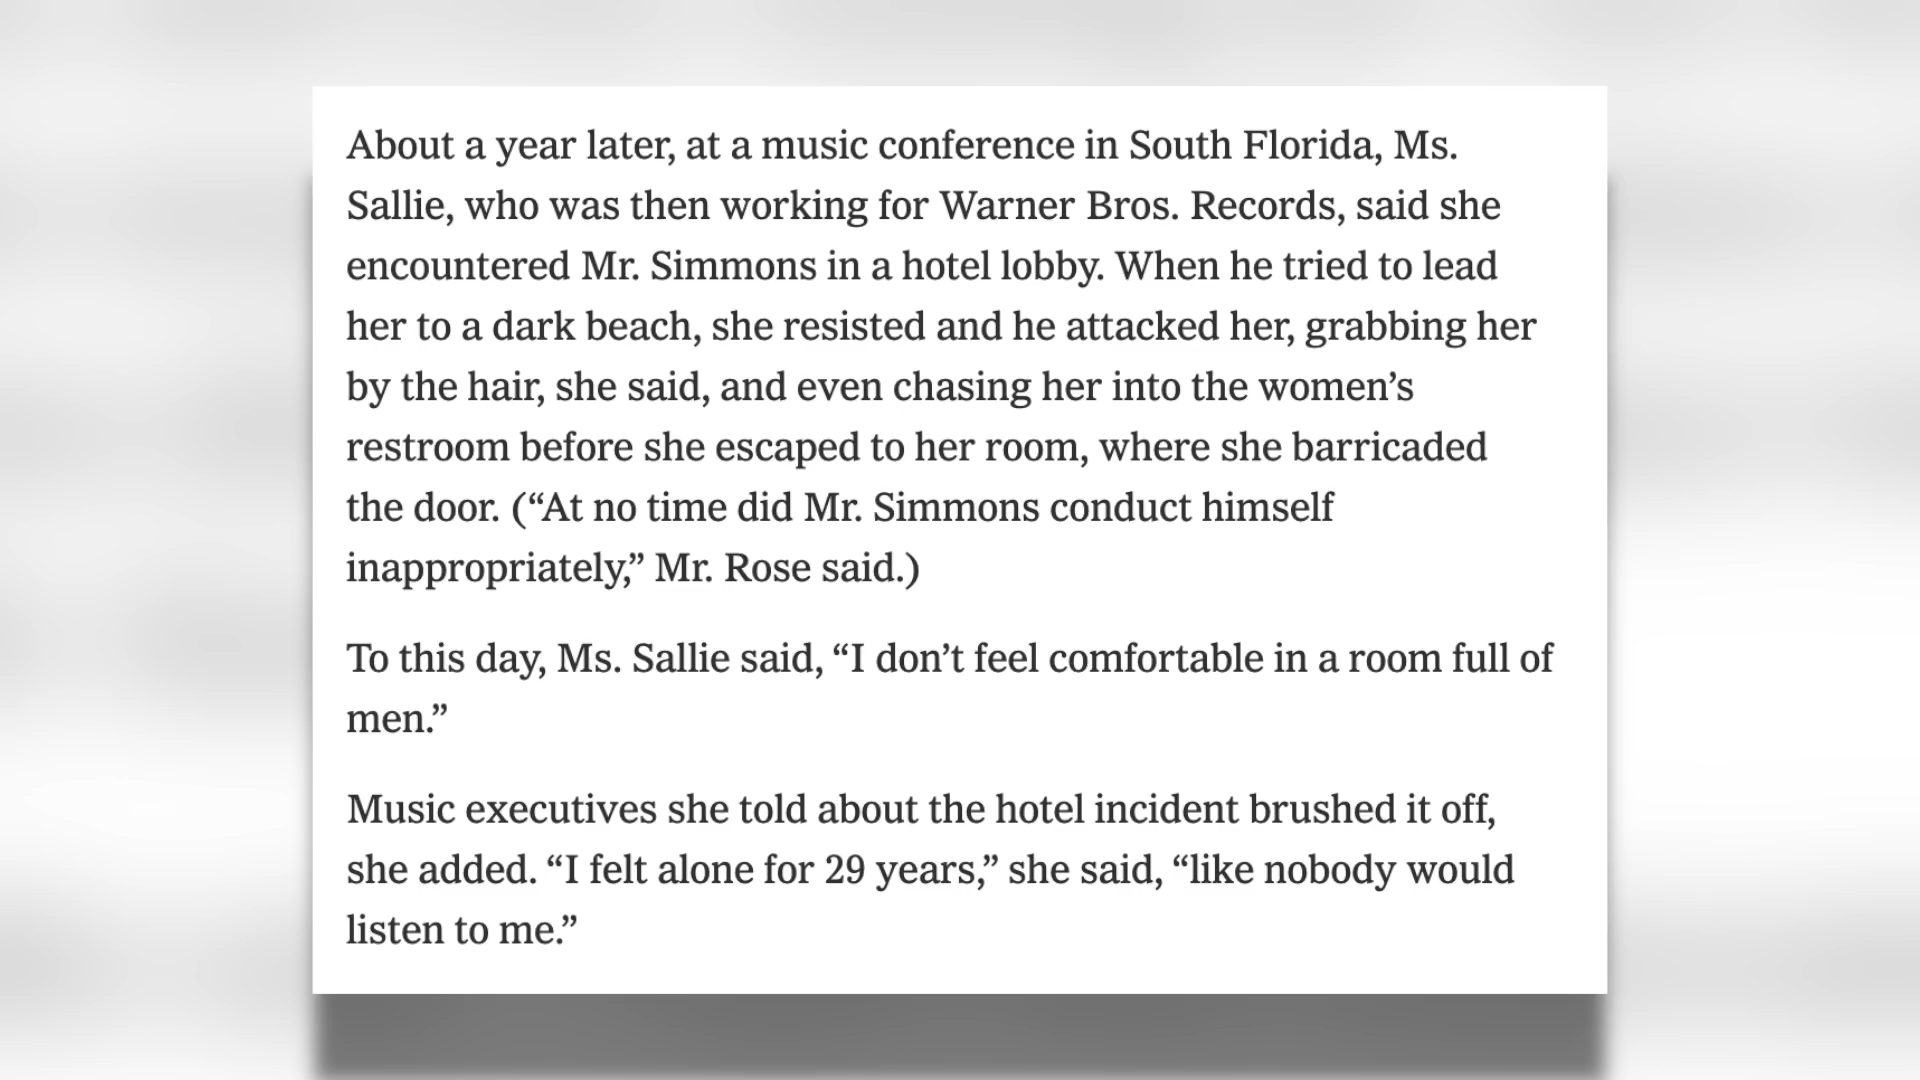 About a year later, at a music conference in South Florida, Ms.
Sallie, who was then working for Warner Bros. Records, said she
encountered Mr. Simmons in a hotel lobby. When he tried to lead
her to a dark beach, she resisted and he attacked her, grabbing her
by the hair, she said, and even chasing her into the women’s
restroom before she escaped to her room, where she barricaded
the door. (“At no time did Mr. Simmons conduct himself
inappropriately,” Mr. Rose said.)
To this day, Ms. Sallie said, “I don’t feel comfortable in a room full of
men.”
Music executives she told about the hotel incident brushed it off,
she added. “I felt alone for 29 years,” she said, “like nobody would
listen to me.”